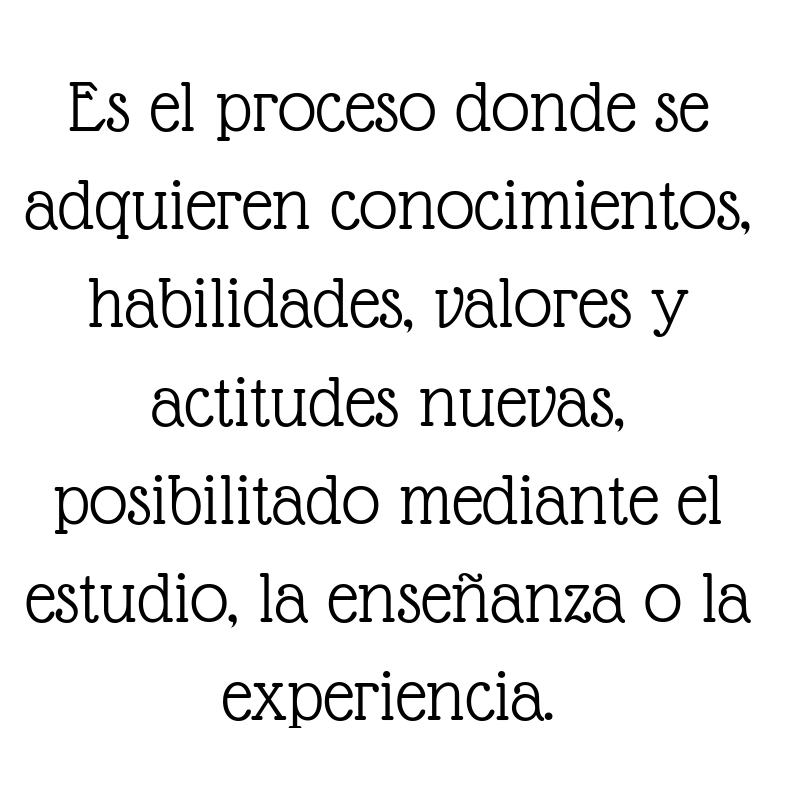 Es el proceso donde se
adquieren conocimientos,
habilidades, valores y
actitudes nuevas,
posibilitado mediante el
estudio, la enseñanza o la
experiencia.